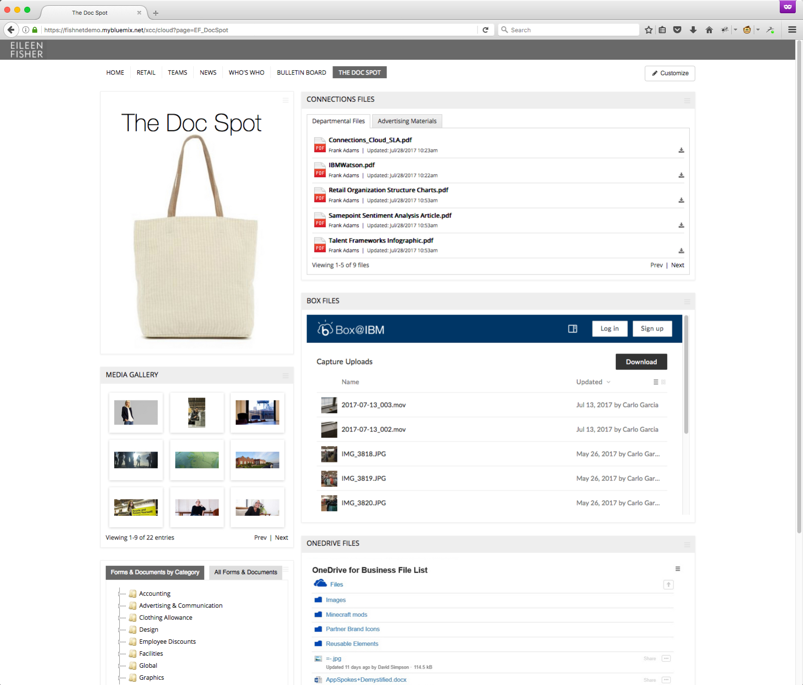 The Doc Spot
https://fishnetdemo.mybluemix.net/xcc/cloud?page=EF_DocSpot
Search
EILEEN
FISHER
HOME RETAIL TEAMS NEWS WHO'S WHO BULLETIN BOARD THE DOC SPOT
Customize
The Doc Spot
MEDIA GALLERY
Viewing 1-9 of 22 entries Prev | Next
Forms & Documents by Category All Forms & Documents
Accounting
Advertising & Communication
Clothing Allowance
Design
Employee Discounts
Facilities
Global
Graphics
CONNECTIONS FILES
Departmental Files Advertising Materials
PDF Connections_Cloud_SLA.pdf
Frank Adams | Updated: Jul/28/2017 10:23am
PDF IBMWatson.pdf
Frank Adams | Updated: Jul/28/2017 10:22am
PDF Retail Organization Structure Charts.pdf
Frank Adams | Updated: Jul/28/2017 10:53am
PDF Samepoint Sentiment Analysis Article.pdf
Frank Adams | Updated: Jul/28/2017 10:53am
PDF Talent Frameworks Infographic.pdf
Frank Adams | Updated: Jul/28/2017 10:53am
Viewing 1-5 of 9 files Prev | Next
BOX FILES
Box@IBM Log in Sign up
Capture Uploads Download
Name Updated
2017-07-13_003.mov Jul 13, 2017 by Carlo Garcia
2017-07-13_002.mov Jul 13, 2017 by Carlo Garcia
IMG_3818.JPG May 26, 2017 by Carlo Gar...
IMG_3819.JPG May 26, 2017 by Carlo Gar...
IMG_3820.JPG May 26, 2017 by Carlo Gar...
ONEDRIVE FILES
OneDrive for Business File List
Files
Images
Minecraft mods
Partner Brand Icons
Reusable Elements
.jpg Share
Updated 11 days ago by David Simpson · 114.5 kB
AppSpokes+Demystified.docx Share